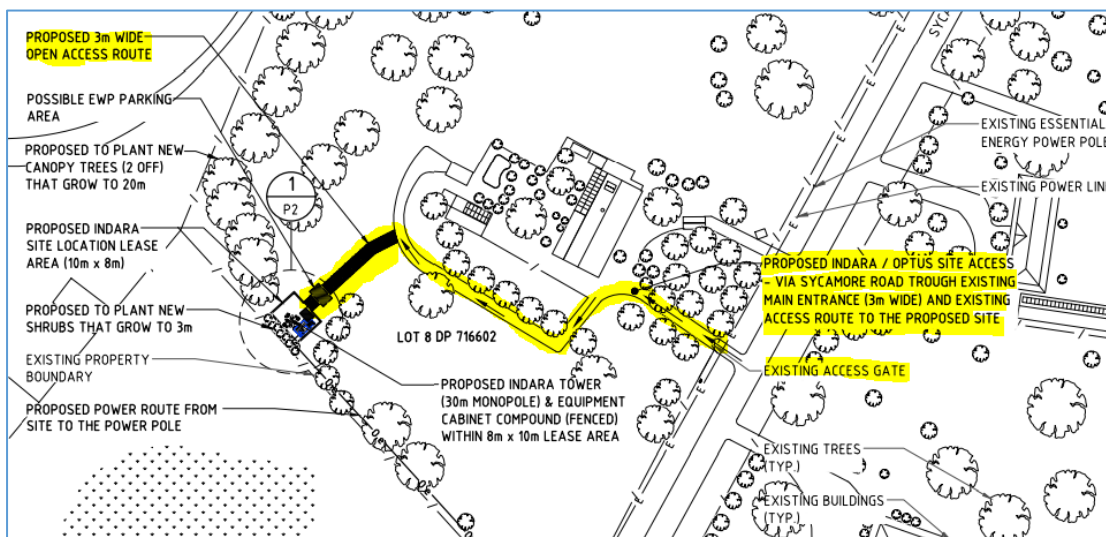 PROPOSED 3m WIDE
OPEN ACCESS ROUTE
POSSIBLE EWP PARKING
AREA
PROPOSED TO PLANT NEW
CANOPY TREES (2 OFF)
THAT GROW TO 20m
1
P2
PROPOSED INDARA
SITE LOCATION LEASE
AREA (10m x 8m)
PROPOSED TO PLANT NEW
SHRUBS THAT GROW TO 3m
EXISTING PROPERTY
BOUNDARY
PROPOSED POWER ROUTE FROM
SITE TO THE POWER POLE
LOT 8 DP 716602
PROPOSED INDARA TOWER
(30m MONOPOLE) & EQUIPMENT
CABINET COMPOUND (FENCED)
WITHIN 8m x 10m LEASE AREA
SYCA
EXISTING ESSENTIAL
ENERGY POWER POLE
EXISTING POWER LINE
PROPOSED INDARA / OPTUS SITE ACCESS
- VIA SYCAMORE ROAD TROUGH EXISTING
MAIN ENTRANCE (3m WIDE) AND EXISTING
ACCESS ROUTE TO THE PROPOSED SITE
EXISTING ACCESS GATE
EXISTING TREES
(TYP.)
EXISTING BUILDINGS
(TYP.)